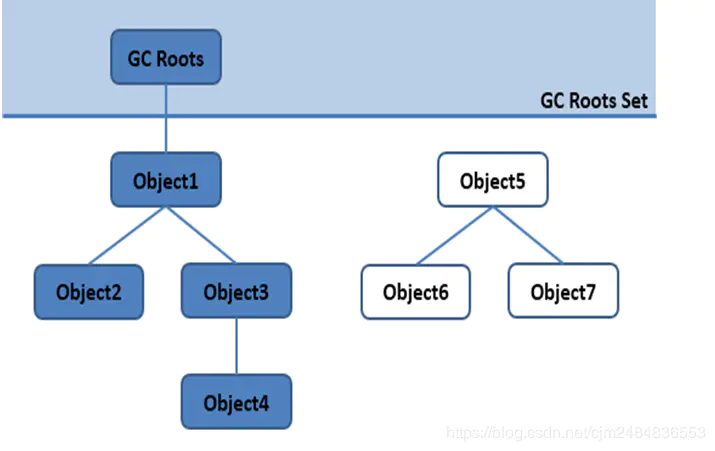 GC Roots
GC Roots Set
Object1
Object5
Object2
Object3
Object6
Object7
Object4
https://blog.csdn.net/cjm2484836553